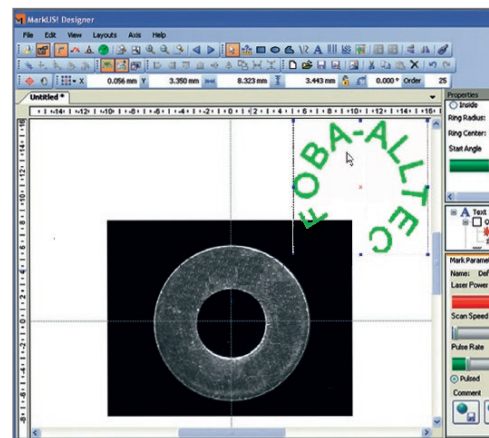 MarkUS! Designer
File Edit View Layouts Axis Help
X 0.056 mm Y 3.350 mm 8.323 mm 3.443 mm 0.000° Order 25
Untitled *
FOBA-ALLTEC
Properties
Inside
Ring Radius:
Ring Center:
Start Angle
A Text
Mark Parame
Name: Def
Laser Power
Scan Speed
Pulse Rate
Pulsed
Comment